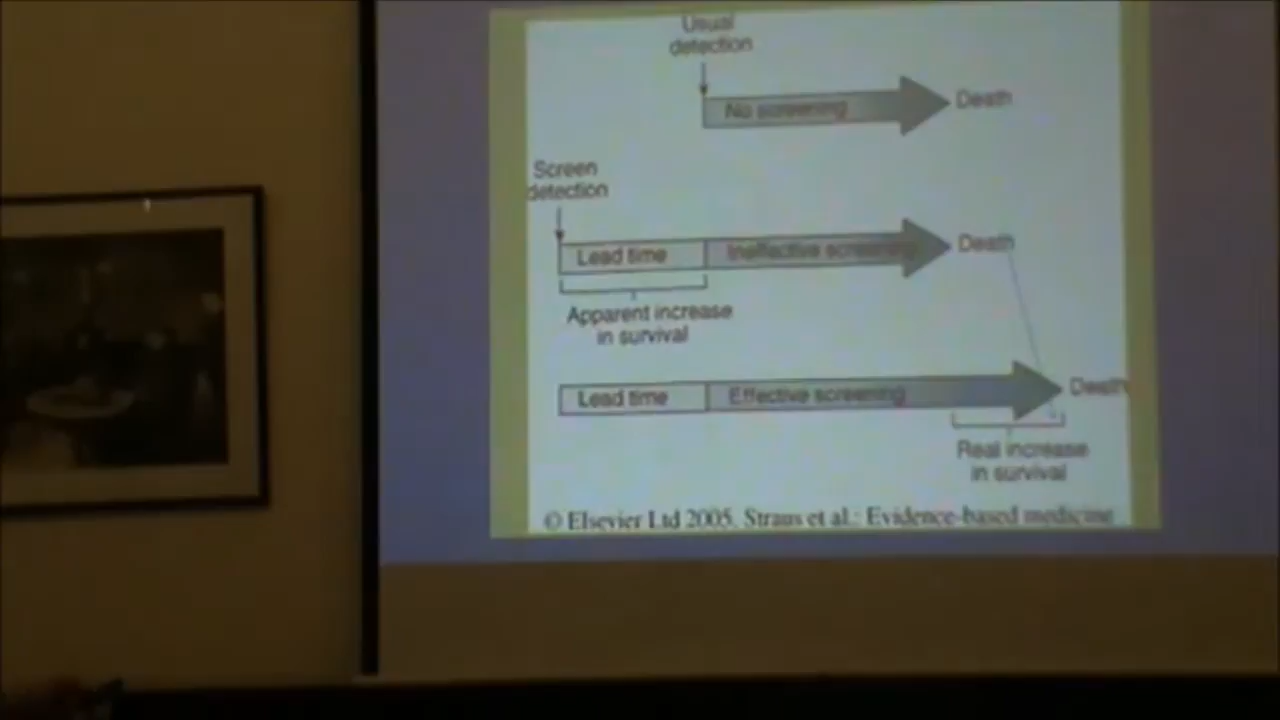 Usual
detection
No screening
Death
Screen
detection
Lead time
Ineffective screening
Death
Apparent increase
in survival
Lead time
Effective screening
Death
Real increase
in survival
© Elsevier Ltd 2005. Straus et al.: Evidence-based medicine